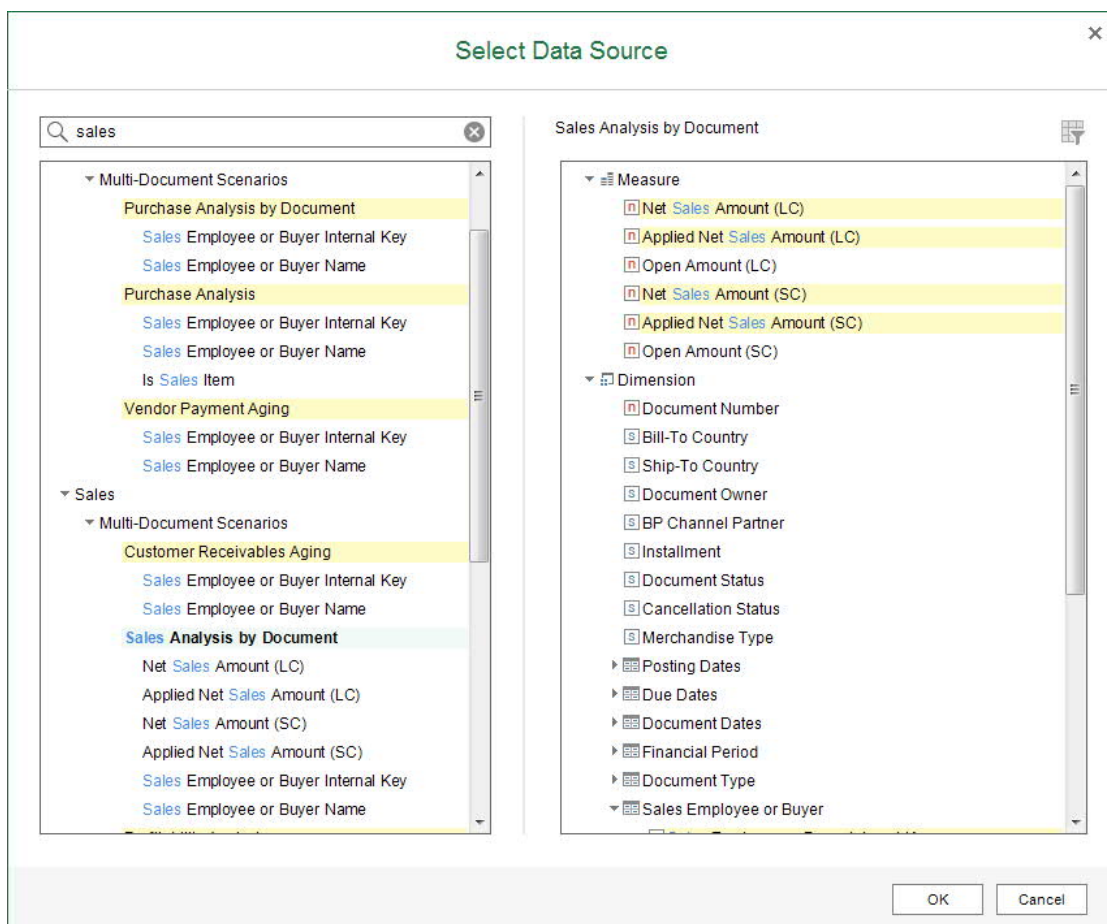 Select Data Source
sales
Multi-Document Scenarios
Purchase Analysis by Document
Sales Employee or Buyer Internal Key
Sales Employee or Buyer Name
Purchase Analysis
Sales Employee or Buyer Internal Key
Sales Employee or Buyer Name
Is Sales Item
Vendor Payment Aging
Sales Employee or Buyer Internal Key
Sales Employee or Buyer Name
Sales
Multi-Document Scenarios
Customer Receivables Aging
Sales Employee or Buyer Internal Key
Sales Employee or Buyer Name
Sales Analysis by Document
Net Sales Amount (LC)
Applied Net Sales Amount (LC)
Net Sales Amount (SC)
Applied Net Sales Amount (SC)
Sales Employee or Buyer Internal Key
Sales Employee or Buyer Name
Sales Analysis by Document
Measure
n Net Sales Amount (LC)
n Applied Net Sales Amount (LC)
n Open Amount (LC)
n Net Sales Amount (SC)
n Applied Net Sales Amount (SC)
n Open Amount (SC)
Dimension
n Document Number
s Bill-To Country
s Ship-To Country
s Document Owner
s BP Channel Partner
s Installment
s Document Status
s Cancellation Status
s Merchandise Type
Posting Dates
Due Dates
Document Dates
Financial Period
Document Type
Sales Employee or Buyer
OK
Cancel